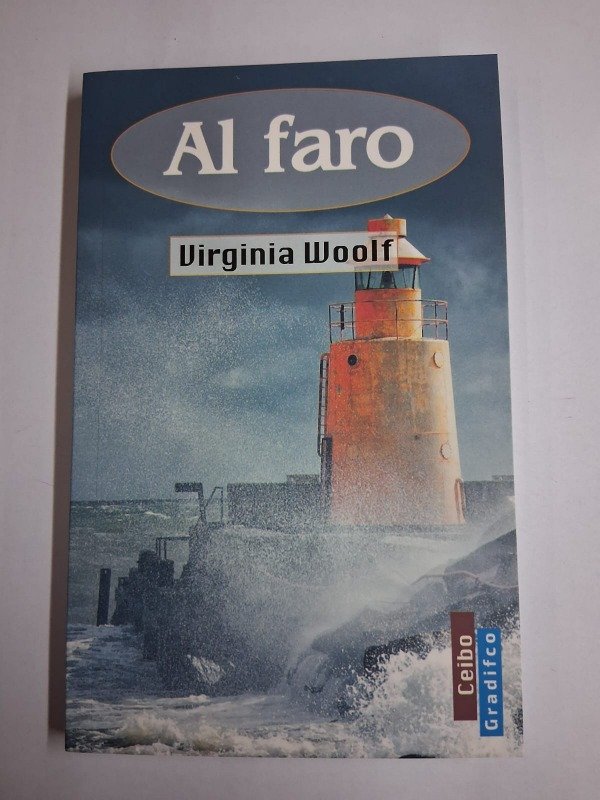 Al faro
Virginia Woolf
Ceibo
Gradifco